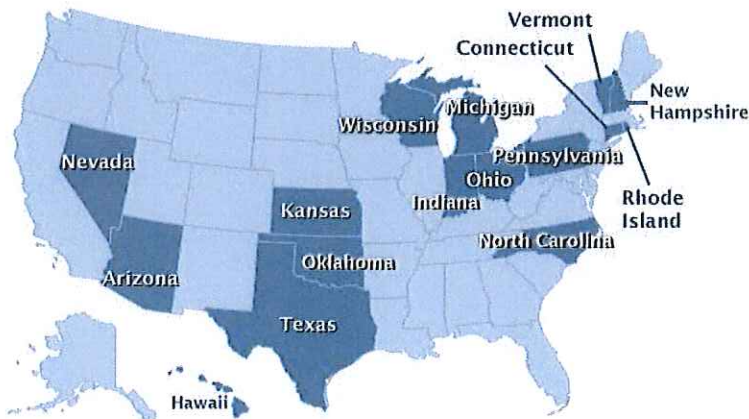 Vermont
Connecticut
New
Hampshire
Michigan
Wisconsin
Nevada
Pennsylvania
Ohio
Indiana
Rhode
Island
Kansas
North Carolina
Oklahoma
Arizona
Texas
Hawaii